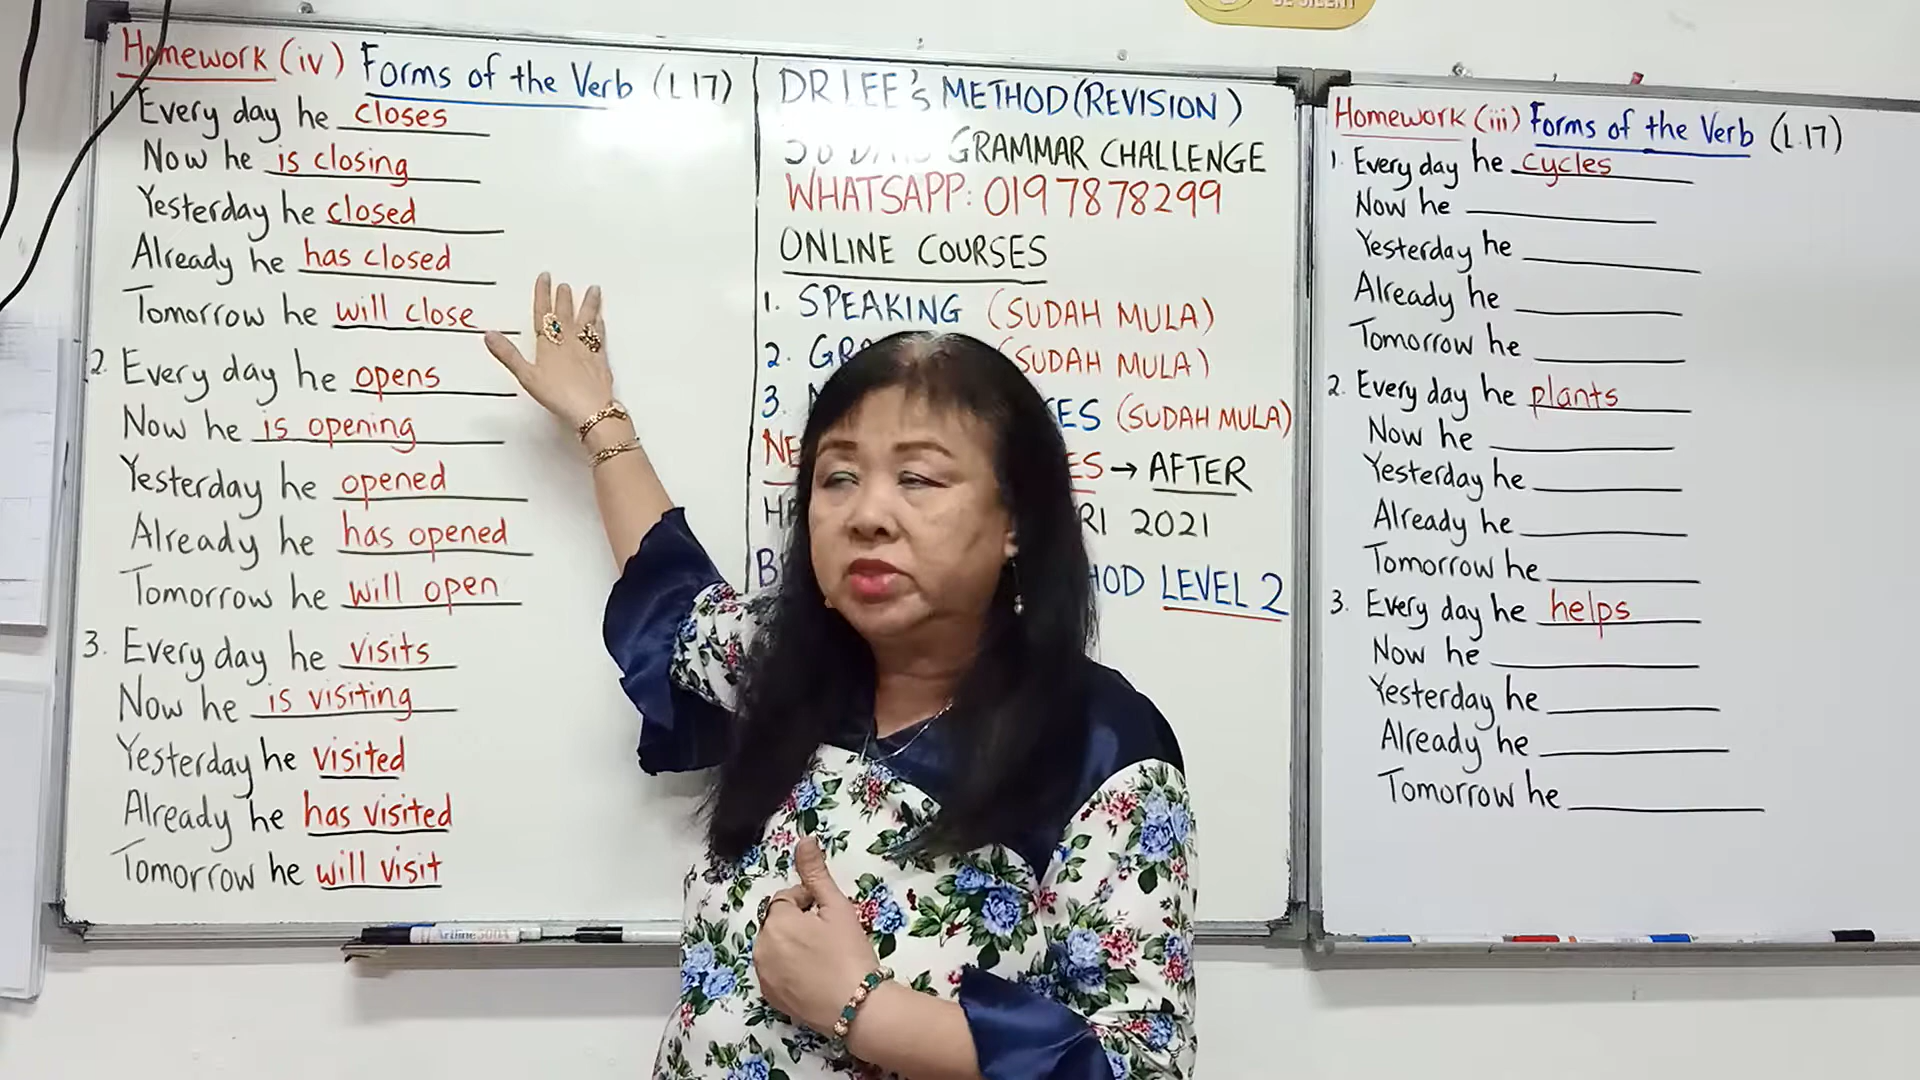 BE SILENT
Homework (iv) Forms of the Verb (L17)
1. Every day he closes
Now he is closing
Yesterday he closed
Already he has closed
Tomorrow he will close
2. Every day he opens
Now he is opening
Yesterday he opened
Already he has opened
Tomorrow he will open
3. Every day he visits
Now he is visiting
Yesterday he visited
Already he has visited
Tomorrow he will visit
DR LEE'S METHOD (REVISION)
GRAMMAR CHALLENGE
WHATSAPP: 0197878299
ONLINE COURSES
1. SPEAKING (SUDAH MULA)
2. (SUDAH MULA)
3. (SUDAH MULA)
→ AFTER
2021
LEVEL 2
Homework (iii) Forms of the Verb (L.17)
1. Every day he cycles
Now he
Yesterday he
Already he
Tomorrow he
2. Every day he plants
Now he
Yesterday he
Already he
Tomorrow he
3. Every day he helps
Now he
Yesterday he
Already he
Tomorrow he
Artline 500A